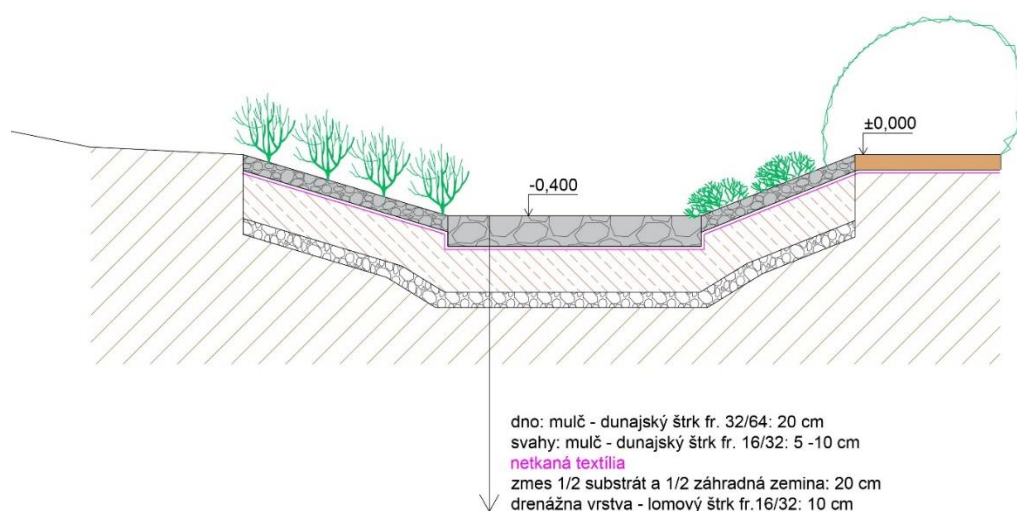 ±0,000
-0,400
dno: mulč - dunajský štrk fr. 32/64: 20 cm
svahy: mulč - dunajský štrk fr. 16/32: 5 -10 cm
netkaná textília
zmes 1/2 substrát a 1/2 záhradná zemina: 20 cm
drenážna vrstva - lomový štrk fr.16/32: 10 cm